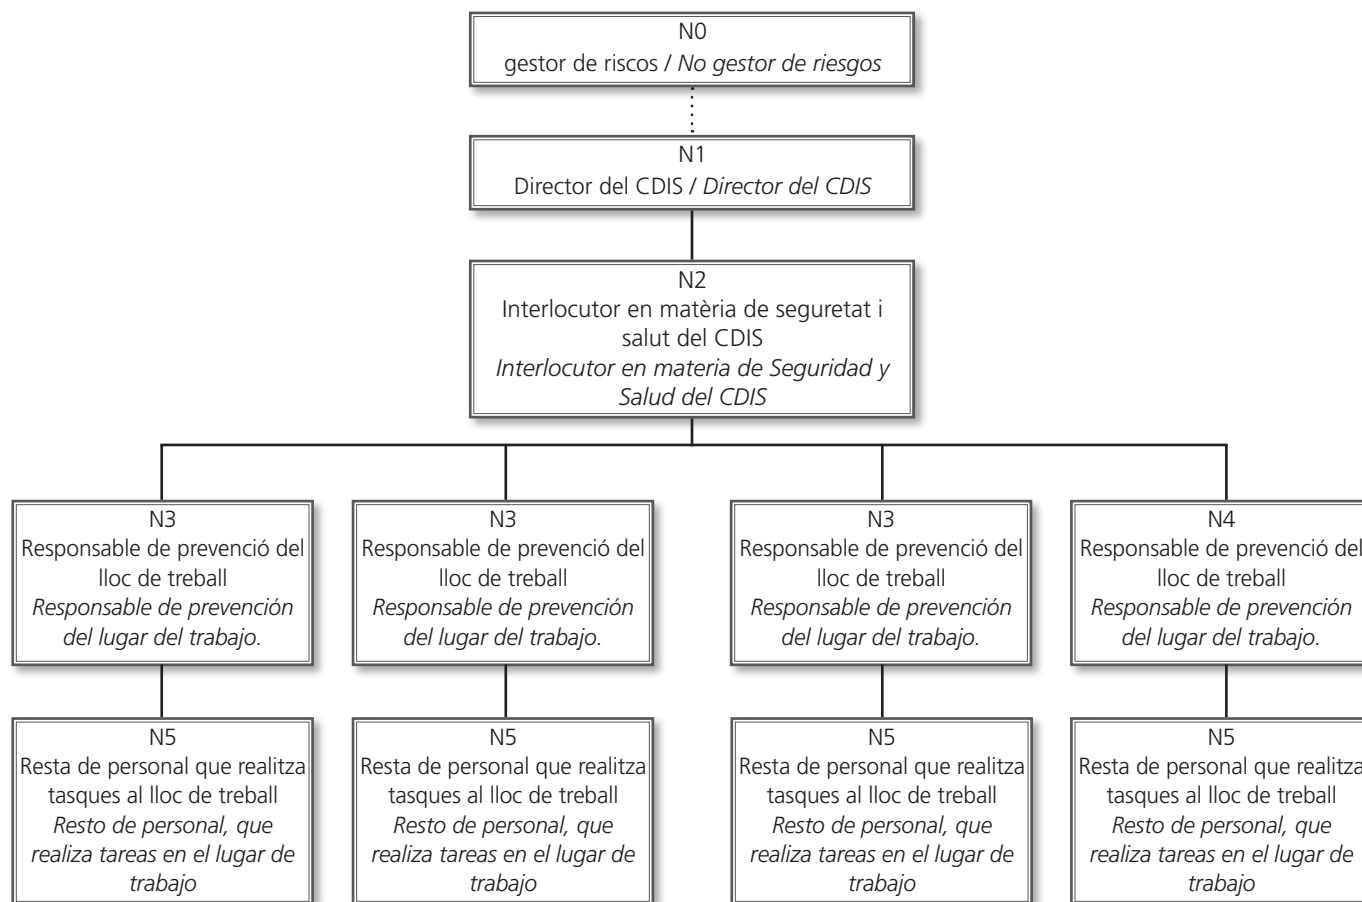 N0
gestor de riscos / No gestor de riesgos
N1
Director del CDIS / Director del CDIS
N2
Interlocutor en matèria de seguretat i
salut del CDIS
Interlocutor en materia de Seguridad y
Salud del CDIS
N3
Responsable de prevenció del
lloc de treball
Responsable de prevención
del lugar del trabajo.
N3
Responsable de prevenció del
lloc de treball
Responsable de prevención
del lugar del trabajo.
N3
Responsable de prevenció del
lloc de treball
Responsable de prevención
del lugar del trabajo.
N4
Responsable de prevenció del
lloc de treball
Responsable de prevención
del lugar del trabajo.
N5
Resta de personal que realitza
tasques al lloc de treball
Resto de personal, que
realiza tareas en el lugar de
trabajo
N5
Resta de personal que realitza
tasques al lloc de treball
Resto de personal, que
realiza tareas en el lugar de
trabajo
N5
Resta de personal que realitza
tasques al lloc de treball
Resto de personal, que
realiza tareas en el lugar de
trabajo
N5
Resta de personal que realitza
tasques al lloc de treball
Resto de personal, que
realiza tareas en el lugar de
trabajo